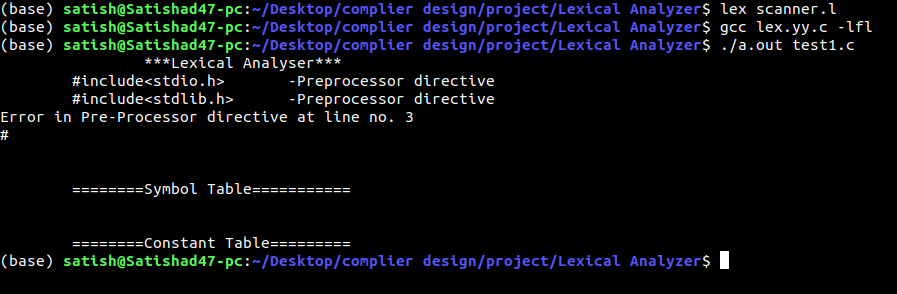 (base) satish@Satishad47-pc:~/Desktop/complier design/project/Lexical Analyzer$ lex scanner.l
(base) satish@Satishad47-pc:~/Desktop/complier design/project/Lexical Analyzer$ gcc lex.yy.c -lfl
(base) satish@Satishad47-pc:~/Desktop/complier design/project/Lexical Analyzer$ ./a.out test1.c
***Lexical Analyser***
#include<stdio.h> -Preprocessor directive
#include<stdlib.h> -Preprocessor directive
Error in Pre-Processor directive at line no. 3
#
========Symbol Table===========
========Constant Table=========
(base) satish@Satishad47-pc:~/Desktop/complier design/project/Lexical Analyzer$